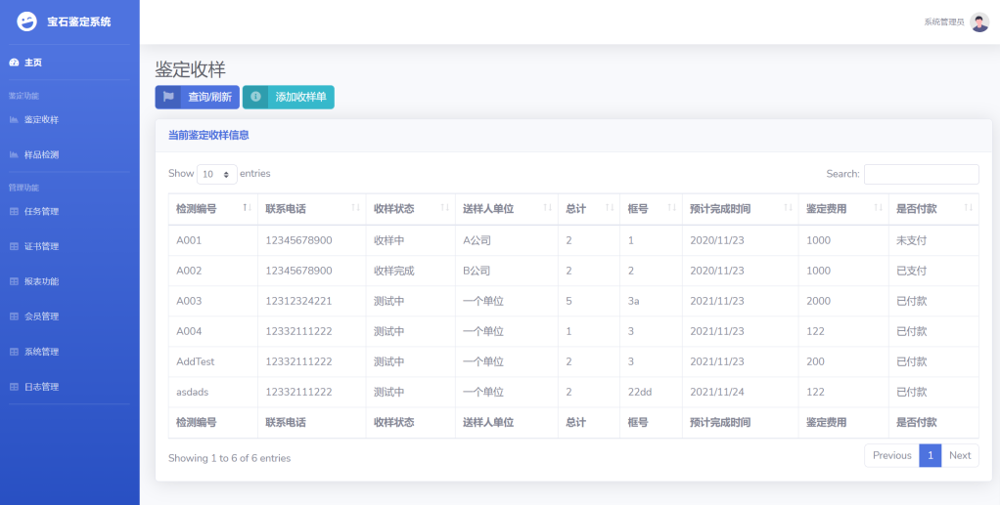 宝石鉴定系统
系统管理员
主页
鉴定功能
鉴定收样
样品检测
管理功能
任务管理
证书管理
报表功能
会员管理
系统管理
日志管理
鉴定收样
查询/刷新 添加收样单
当前鉴定收样信息
Show 10 entries Search:
检测编号 联系电话 收样状态 送样人单位 总计 框号 预计完成时间 鉴定费用 是否付款
A001 12345678900 收样中 A公司 2 1 2020/11/23 1000 未支付
A002 12345678900 收样完成 B公司 2 2 2020/11/23 1000 已支付
A003 12312324221 测试中 一个单位 5 3a 2021/11/23 2000 已付款
A004 12332111222 测试中 一个单位 1 3 2021/11/23 122 已付款
AddTest 12332111222 测试中 一个单位 2 3 2021/11/23 200 已付款
asdads 12332111222 测试中 一个单位 2 22dd 2021/11/24 122 已付款
检测编号 联系电话 收样状态 送样人单位 总计 框号 预计完成时间 鉴定费用 是否付款
Showing 1 to 6 of 6 entries Previous 1 Next